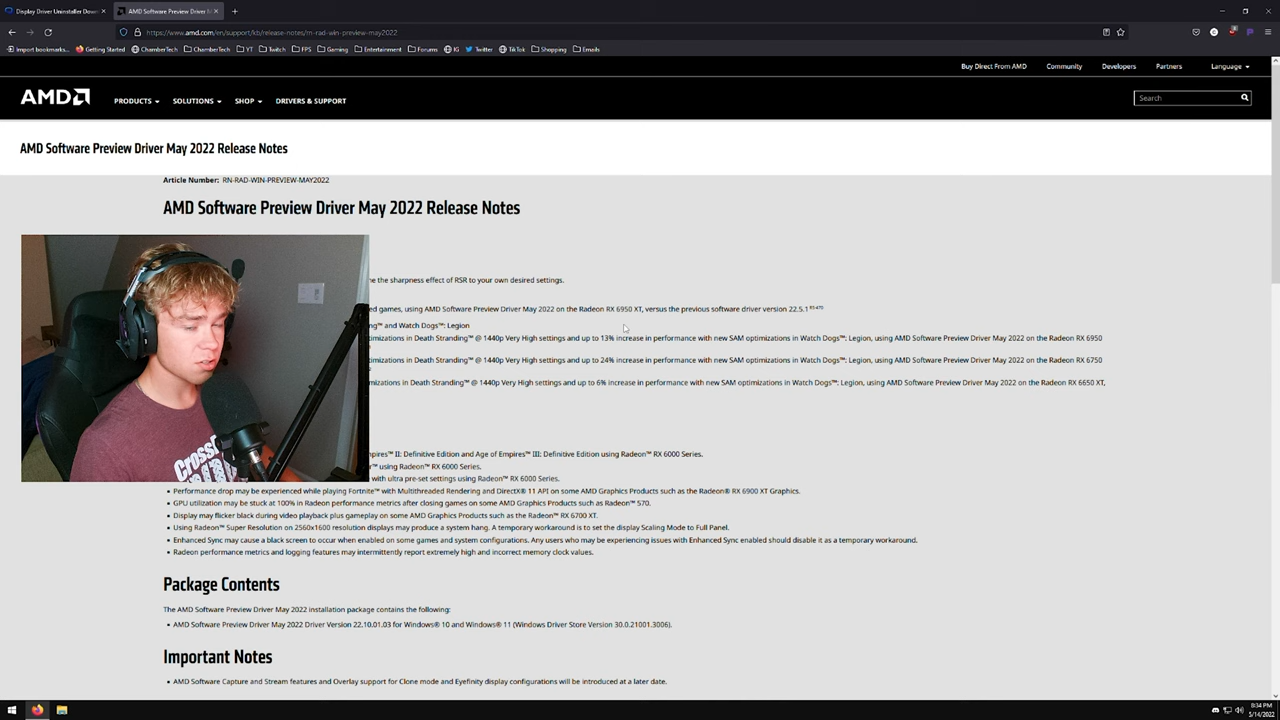 Display Driver Uninstaller Down
AMD Software Preview Driver M
https://www.amd.com/en/support/kb/release-notes/rn-rad-win-preview-may2022
Import bookmarks... Getting Started ChamberTech ChamberTech YT Twitch FPS Gaming Entertainment Forums IG Twitter TikTok Shopping Emails
Buy Direct From AMD Community Developers Partners Language
AMD PRODUCTS SOLUTIONS SHOP DRIVERS & SUPPORT Search
AMD Software Preview Driver May 2022 Release Notes
Article Number: RN-RAD-WIN-PREVIEW-MAY2022
AMD Software Preview Driver May 2022 Release Notes
ne the sharpness effect of RSR to your own desired settings.
ed games, using AMD Software Preview Driver May 2022 on the Radeon RX 6950 XT, versus the previous software driver version 22.5.1
ng™ and Watch Dogs™: Legion
timizations in Death Stranding™ @ 1440p Very High settings and up to 13% increase in performance with new SAM optimizations in Watch Dogs™: Legion, using AMD Software Preview Driver May 2022 on the Radeon RX 6950
timizations in Death Stranding™ @ 1440p Very High settings and up to 24% increase in performance with new SAM optimizations in Watch Dogs™: Legion, using AMD Software Preview Driver May 2022 on the Radeon RX 6750
mizations in Death Stranding™ @ 1440p Very High settings and up to 6% increase in performance with new SAM optimizations in Watch Dogs™: Legion, using AMD Software Preview Driver May 2022 on the Radeon RX 6650 XT,
mpires™ II: Definitive Edition and Age of Empires™ III: Definitive Edition using Radeon™ RX 6000 Series.
™ using Radeon™ RX 6000 Series.
with ultra pre-set settings using Radeon™ RX 6000 Series.
• Performance drop may be experienced while playing Fortnite™ with Multithreaded Rendering and DirectX® 11 API on some AMD Graphics Products such as the Radeon® RX 6900 XT Graphics.
• GPU utilization may be stuck at 100% in Radeon performance metrics after closing games on some AMD Graphics Products such as Radeon™ 570.
• Display may flicker black during video playback plus gameplay on some AMD Graphics Products such as the Radeon™ RX 6700 XT.
• Using Radeon™ Super Resolution on 2560x1600 resolution displays may produce a system hang. A temporary workaround is to set the display Scaling Mode to Full Panel.
• Enhanced Sync may cause a black screen to occur when enabled on some games and system configurations. Any users who may be experiencing issues with Enhanced Sync enabled should disable it as a temporary workaround.
• Radeon performance metrics and logging features may intermittently report extremely high and incorrect memory clock values.
Package Contents
The AMD Software Preview Driver May 2022 installation package contains the following:
• AMD Software Preview Driver May 2022 Driver Version 22.10.01.03 for Windows® 10 and Windows® 11 (Windows Driver Store Version 30.0.21001.3006).
Important Notes
• AMD Software Capture and Stream features and Overlay support for Clone mode and Eyefinity display configurations will be introduced at a later date.
8:34 PM
5/14/2022